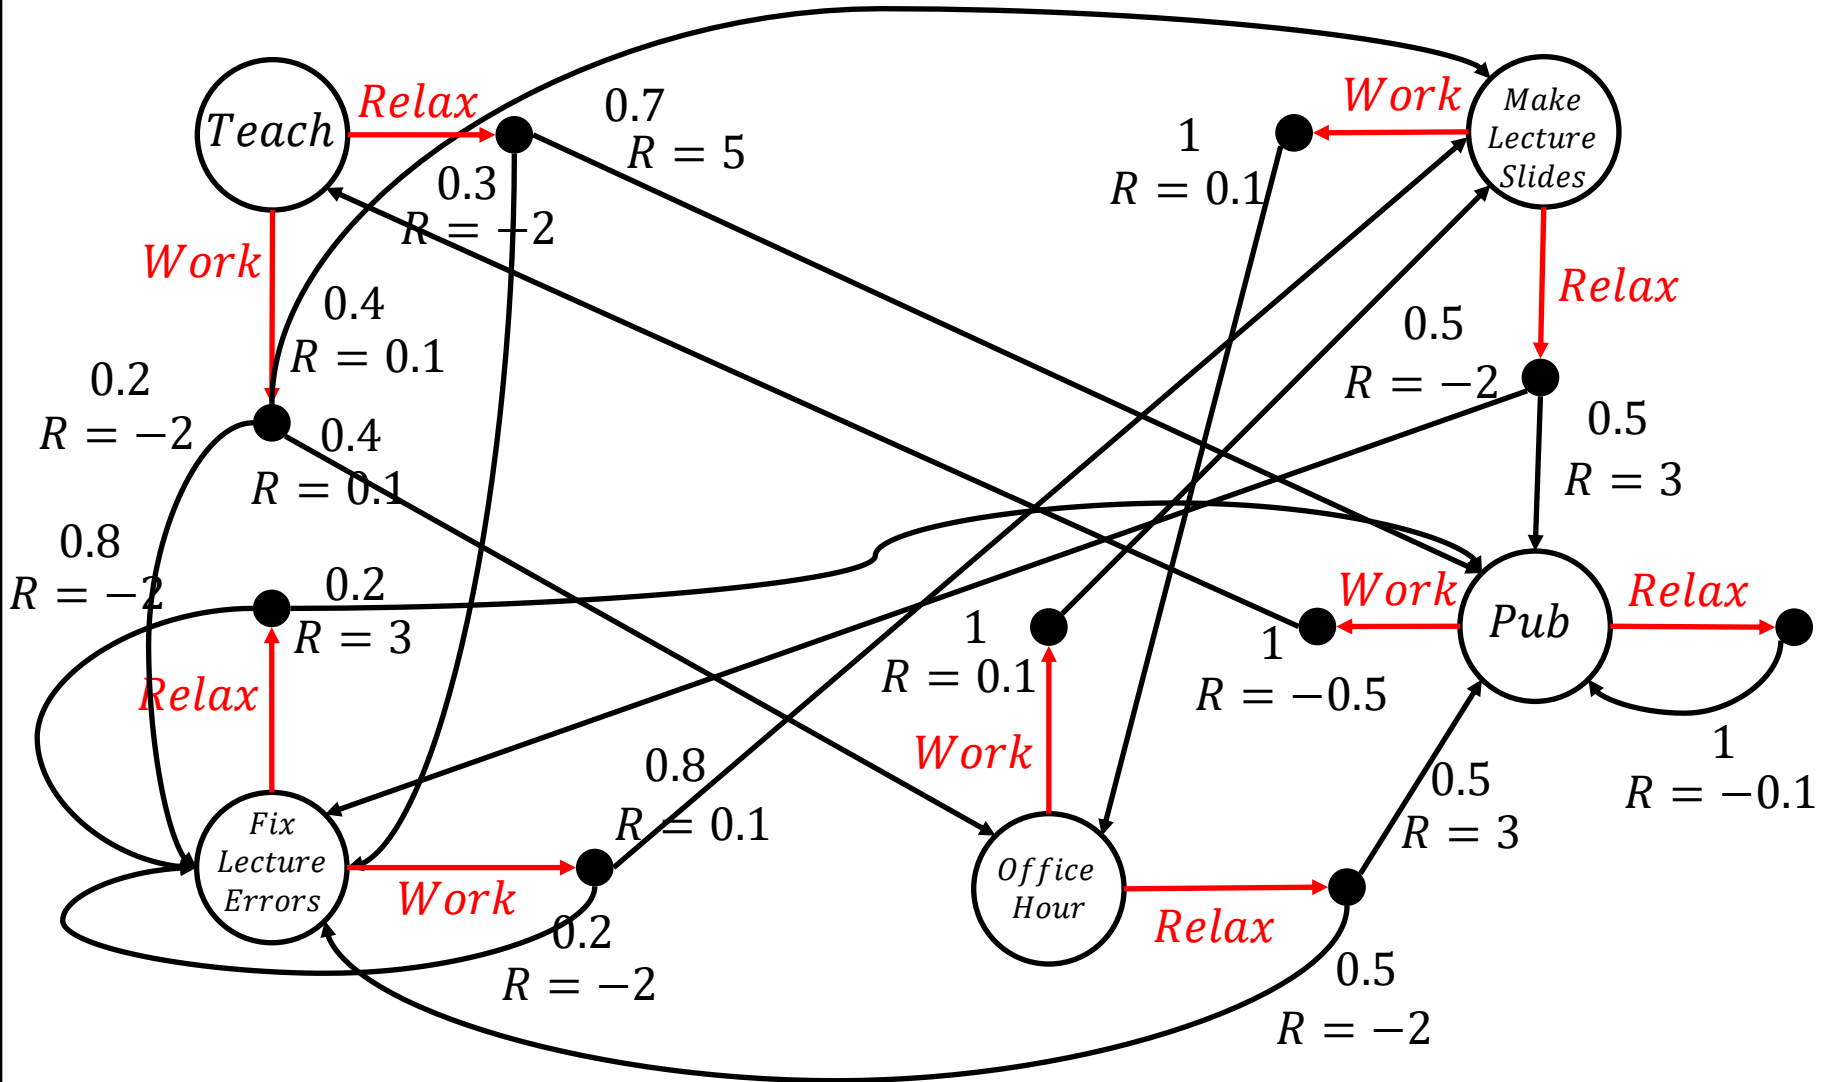 Teach
Relax
0.7
R = 5
0.3
R = −2
Work
0.4
R = 0.1
0.2
R = −2
0.4
R = 0.1
Work
1
R = 0.1
Make
Lecture
Slides
Relax
0.5
R = −2
0.5
R = 3
0.8
R = −2
0.2
R = 3
Relax
1
R = 0.1
Work
Work
1
R = −0.5
Pub
Relax
1
R = −0.1
Fix
Lecture
Errors
Work
0.8
R = 0.1
0.2
R = −2
Office
Hour
Relax
0.5
R = 3
0.5
R = −2